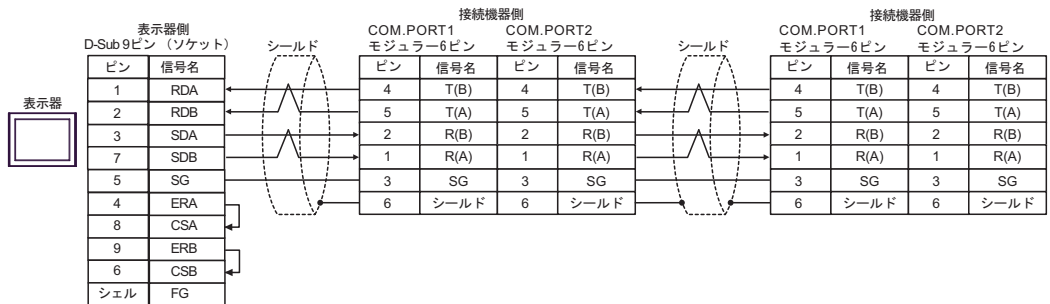 表示器
表示器側
D-Sub 9ピン (ソケット)
ピン 信号名
1 RDA
2 RDB
3 SDA
7 SDB
5 SG
4 ERA
8 CSA
9 ERB
6 CSB
シェル FG
シールド
接続機器側
COM.PORT1 COM.PORT2
モジュラー6ピン モジュラー6ピン
ピン 信号名 ピン 信号名
4 T(B) 4 T(B)
5 T(A) 5 T(A)
2 R(B) 2 R(B)
1 R(A) 1 R(A)
3 SG 3 SG
6 シールド 6 シールド
シールド
接続機器側
COM.PORT1 COM.PORT2
モジュラー6ピン モジュラー6ピン
ピン 信号名 ピン 信号名
4 T(B) 4 T(B)
5 T(A) 5 T(A)
2 R(B) 2 R(B)
1 R(A) 1 R(A)
3 SG 3 SG
6 シールド 6 シールド